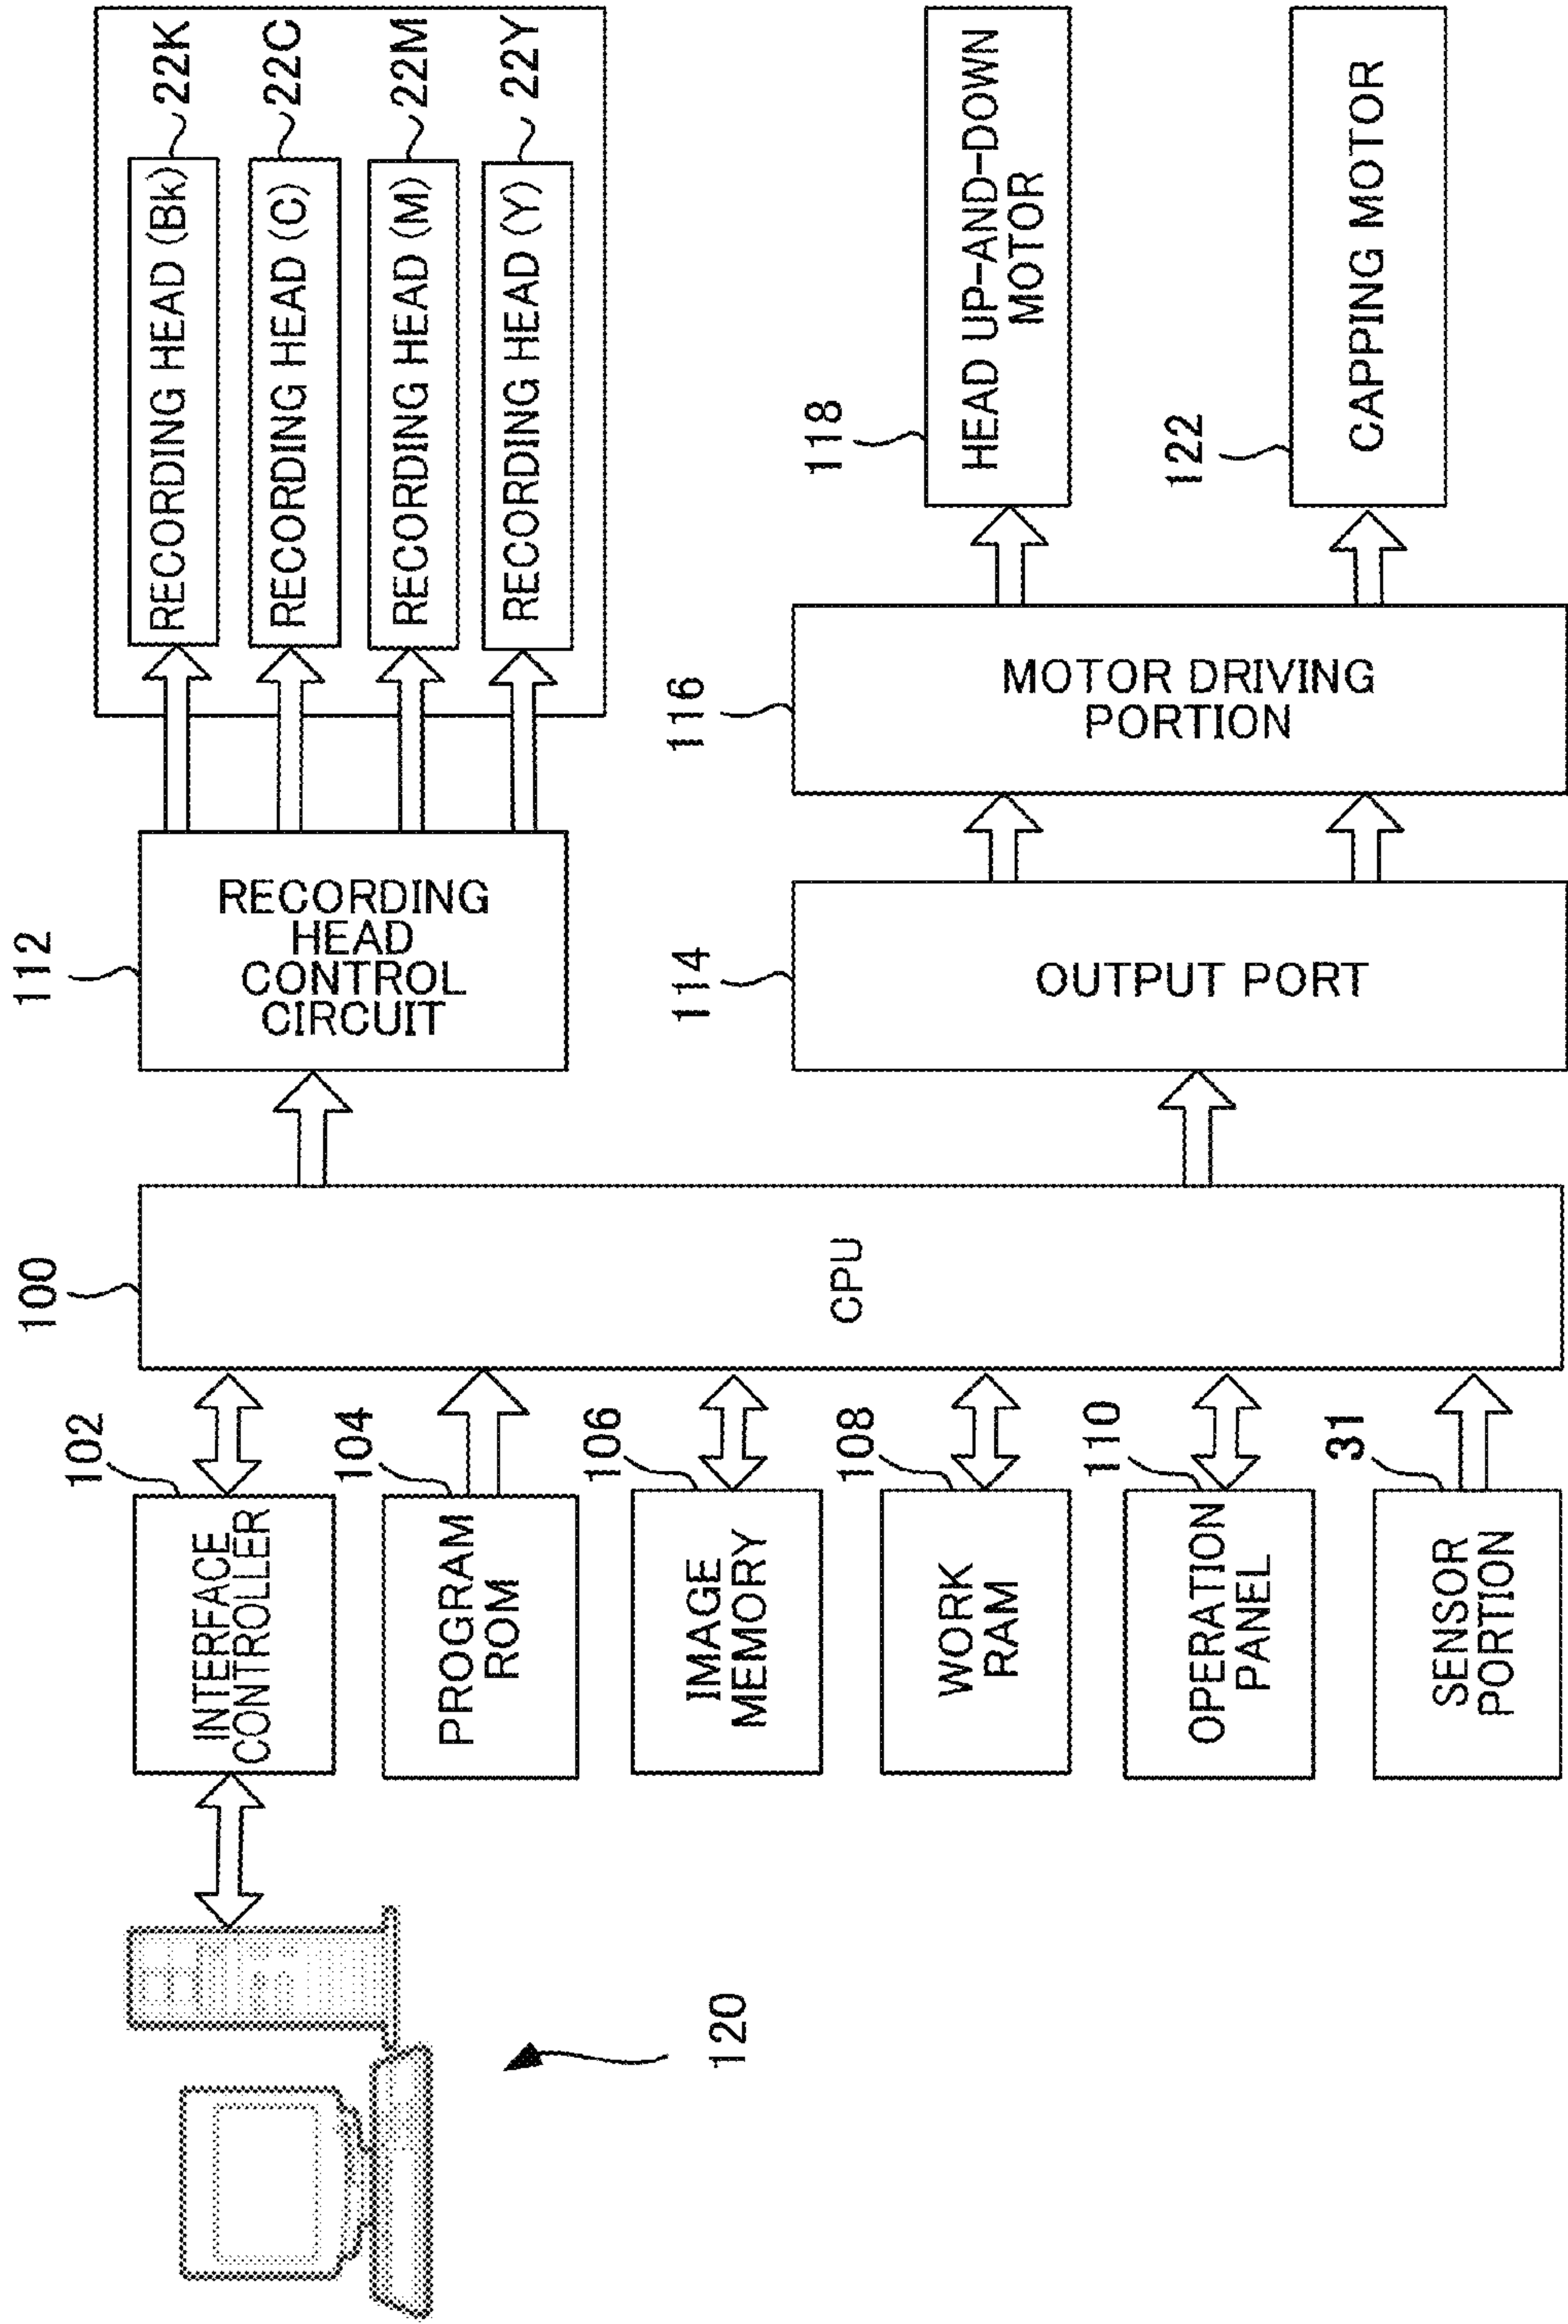 120
102
INTERFACE
CONTROLLER
104
PROGRAM
ROM
106
IMAGE
MEMORY
108
WORK
RAM
110
OPERATION
PANEL
31
SENSOR
PORTION
100
CPU
112
RECORDING
HEAD
CONTROL
CIRCUIT
RECORDING HEAD (Bk)
22K
RECORDING HEAD (C)
22C
RECORDING HEAD (M)
22M
RECORDING HEAD (Y)
22Y
114
OUTPUT PORT
116
MOTOR DRIVING
PORTION
118
HEAD UP-AND-DOWN
MOTOR
122
CAPPING MOTOR